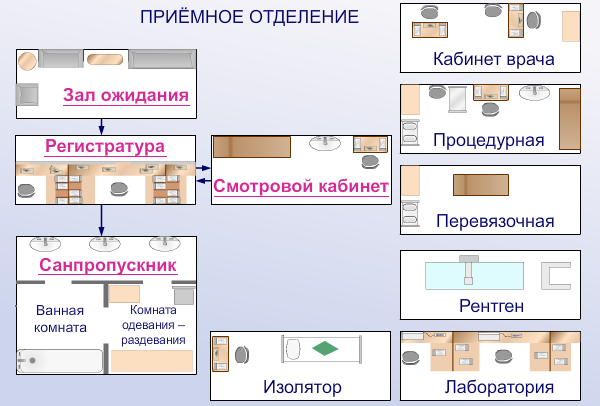 ПРИЁМНОЕ ОТДЕЛЕНИЕ
Зал ожидания
Регистратура
Смотровой кабинет
Санпропускник
Ванная
комната
Комната
одевания –
раздевания
Изолятор
Кабинет врача
Процедурная
Перевязочная
Рентген
Лаборатория